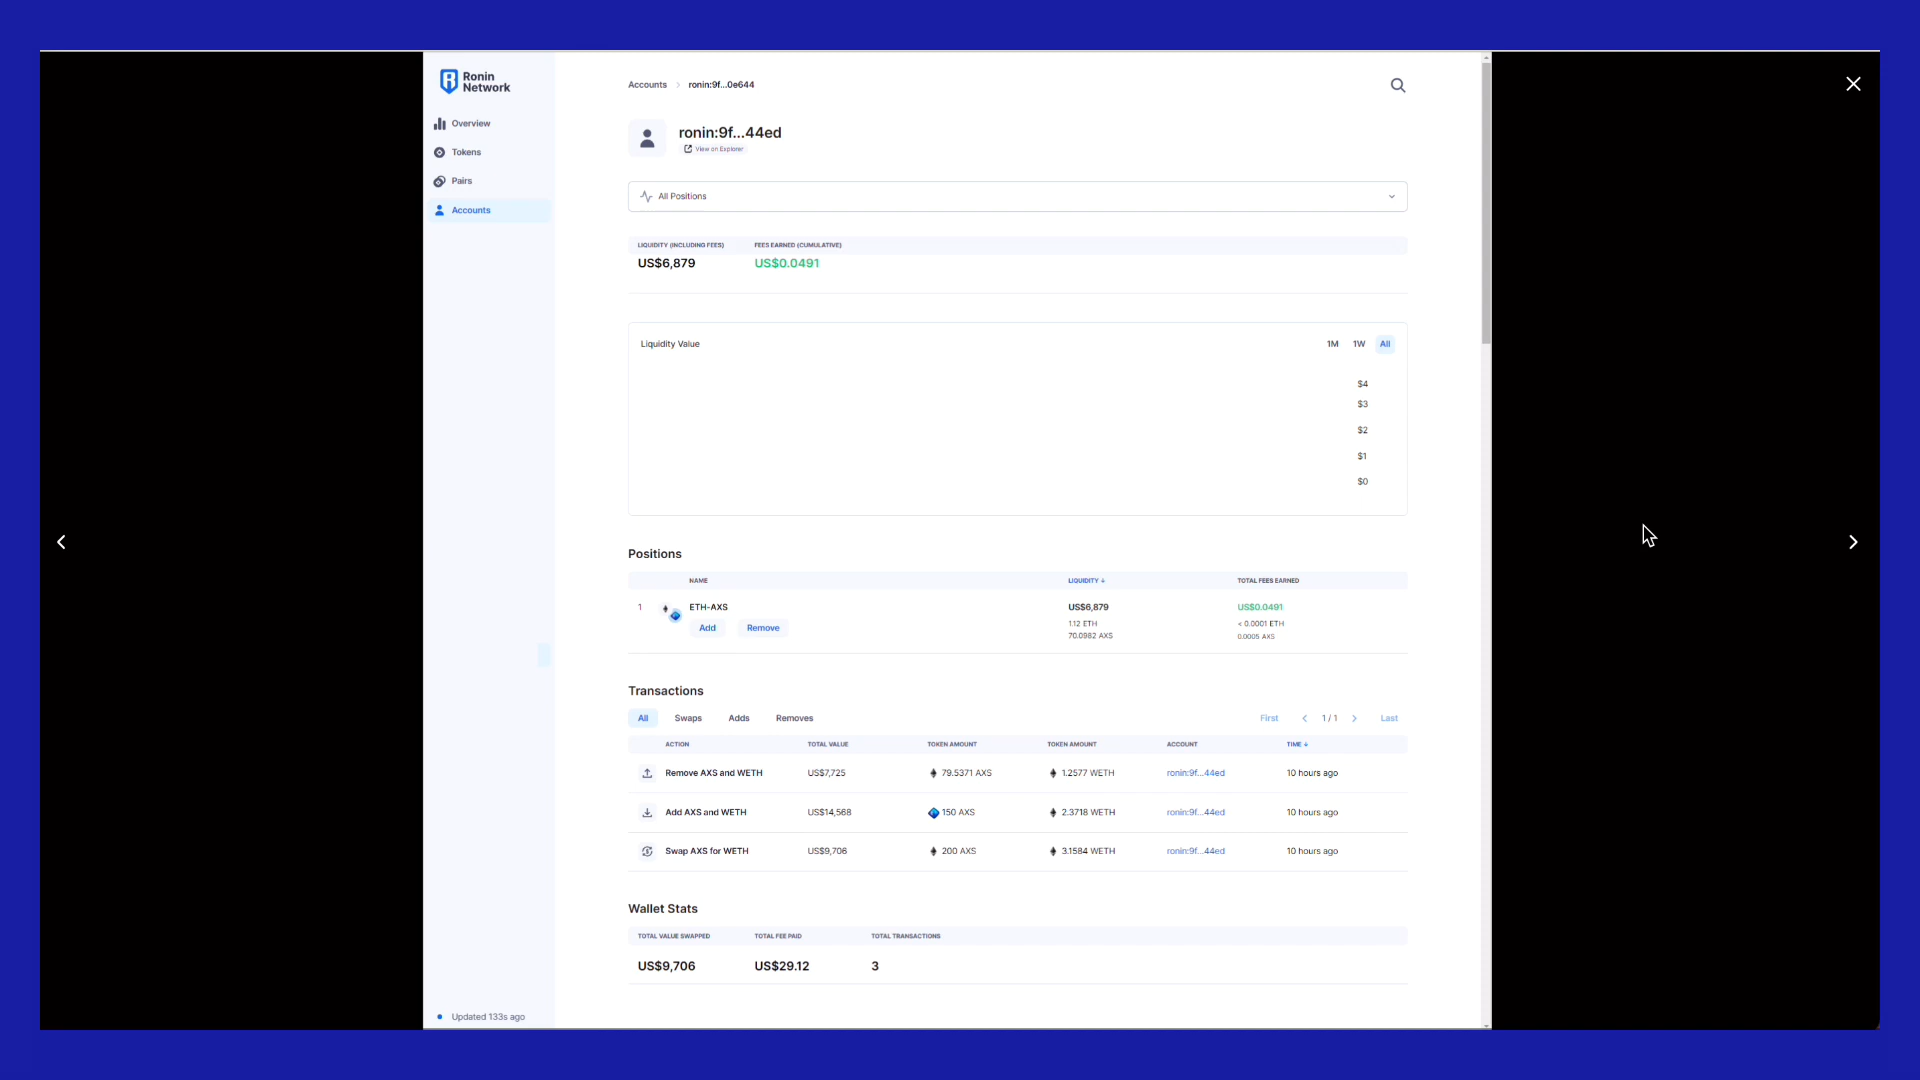 Ronin
Network
Overview
Tokens
Pairs
Accounts
Updated 133s ago
Accounts > ronin:9f...0e644
ronin:9f...44ed
View on Explorer
All Positions
LIQUIDITY (INCLUDING FEES) FEES EARNED (CUMULATIVE)
US$6,879 US$0.0491
Liquidity Value 1M 1W All
$4
$3
$2
$1
$0
Positions
NAME LIQUIDITY ↓ TOTAL FEES EARNED
1 ETH-AXS US$6,879 US$0.0491
1.12 ETH < 0.0001 ETH
Add Remove
70.0982 AXS 0.0005 AXS
Transactions
All Swaps Adds Removes First < 1 / 1 > Last
ACTION TOTAL VALUE TOKEN AMOUNT TOKEN AMOUNT ACCOUNT TIME ↓
Remove AXS and WETH US$7,725 79.5371 AXS 1.2577 WETH ronin:9f...44ed 10 hours ago
Add AXS and WETH US$14,568 150 AXS 2.3718 WETH ronin:9f...44ed 10 hours ago
Swap AXS for WETH US$9,706 200 AXS 3.1584 WETH ronin:9f...44ed 10 hours ago
Wallet Stats
TOTAL VALUE SWAPPED TOTAL FEE PAID TOTAL TRANSACTIONS
US$9,706 US$29.12 3